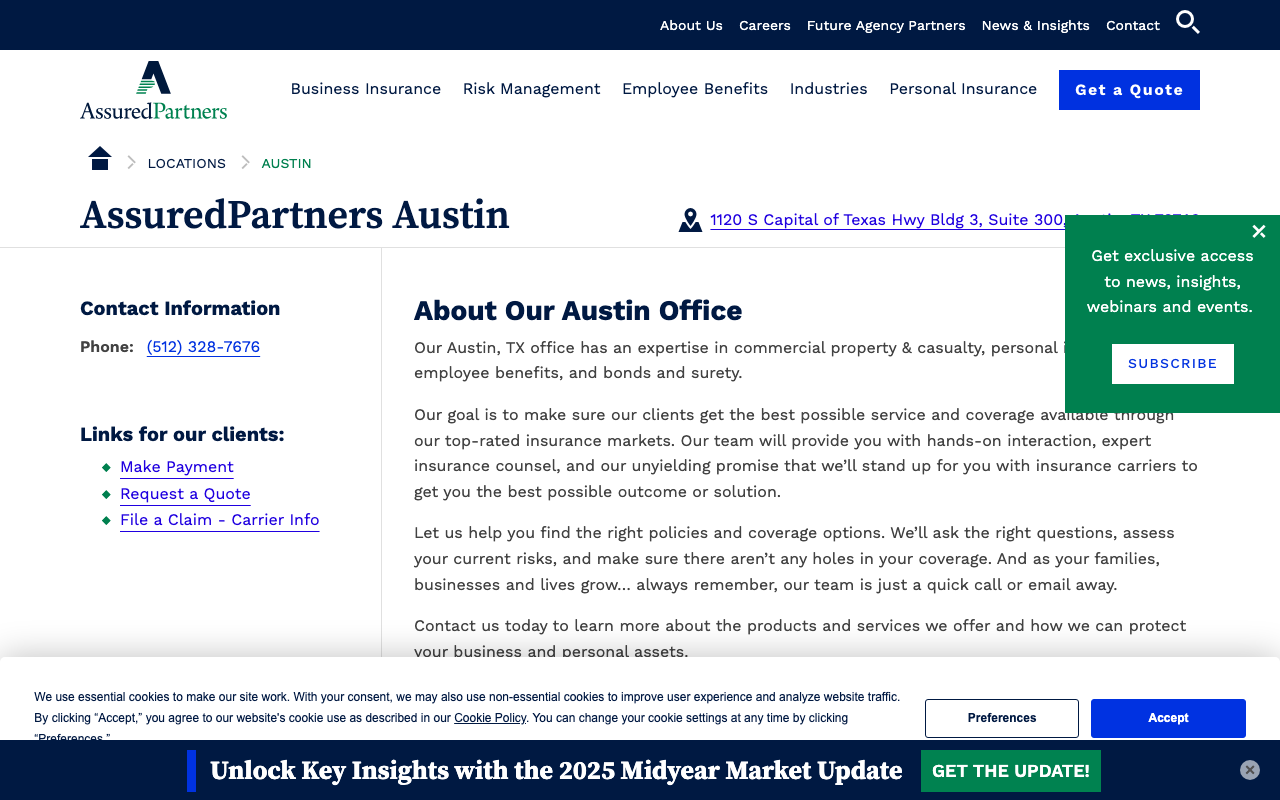 About Us Careers Future Agency Partners News & Insights Contact
AssuredPartners
Business Insurance Risk Management Employee Benefits Industries Personal Insurance Get a Quote
LOCATIONS AUSTIN
AssuredPartners Austin
1120 S Capital of Texas Hwy Bldg 3, Suite 300,
Get exclusive access
to news, insights,
webinars and events.
SUBSCRIBE
Contact Information
Phone: (512) 328-7676
Links for our clients:
Make Payment
Request a Quote
File a Claim - Carrier Info
About Our Austin Office
Our Austin, TX office has an expertise in commercial property & casualty, personal
employee benefits, and bonds and surety.
Our goal is to make sure our clients get the best possible service and coverage available through
our top-rated insurance markets. Our team will provide you with hands-on interaction, expert
insurance counsel, and our unyielding promise that we’ll stand up for you with insurance carriers to
get you the best possible outcome or solution.
Let us help you find the right policies and coverage options. We’ll ask the right questions, assess
your current risks, and make sure there aren’t any holes in your coverage. And as your families,
businesses and lives grow… always remember, our team is just a quick call or email away.
Contact us today to learn more about the products and services we offer and how we can protect
your business and personal assets.
We use essential cookies to make our site work. With your consent, we may also use non-essential cookies to improve user experience and analyze website traffic.
By clicking “Accept,” you agree to our website's cookie use as described in our Cookie Policy. You can change your cookie settings at any time by clicking
“Preferences.”
Preferences
Accept
Unlock Key Insights with the 2025 Midyear Market Update GET THE UPDATE!